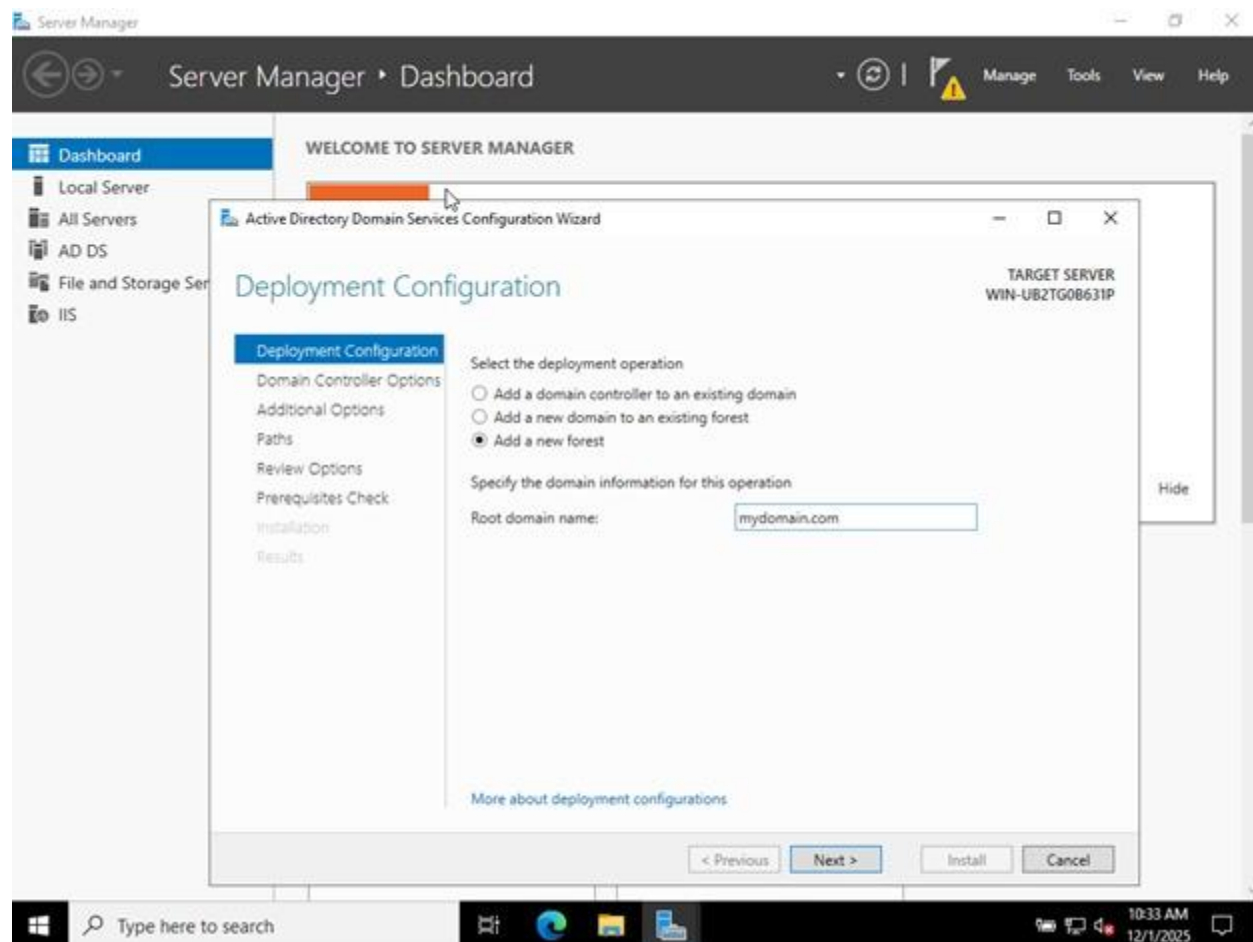 Server Manager
Server Manager ‣ Dashboard
Manage Tools View Help
Dashboard
Local Server
All Servers
AD DS
File and Storage Ser
IIS
WELCOME TO SERVER MANAGER
Hide
Active Directory Domain Services Configuration Wizard
Deployment Configuration
TARGET SERVER
WIN-UB2TG0B631P
Deployment Configuration
Domain Controller Options
Additional Options
Paths
Review Options
Prerequisites Check
Installation
Results
Select the deployment operation
Add a domain controller to an existing domain
Add a new domain to an existing forest
Add a new forest
Specify the domain information for this operation
Root domain name: mydomain.com
More about deployment configurations
< Previous Next > Install Cancel
Type here to search
10:33 AM
12/1/2025